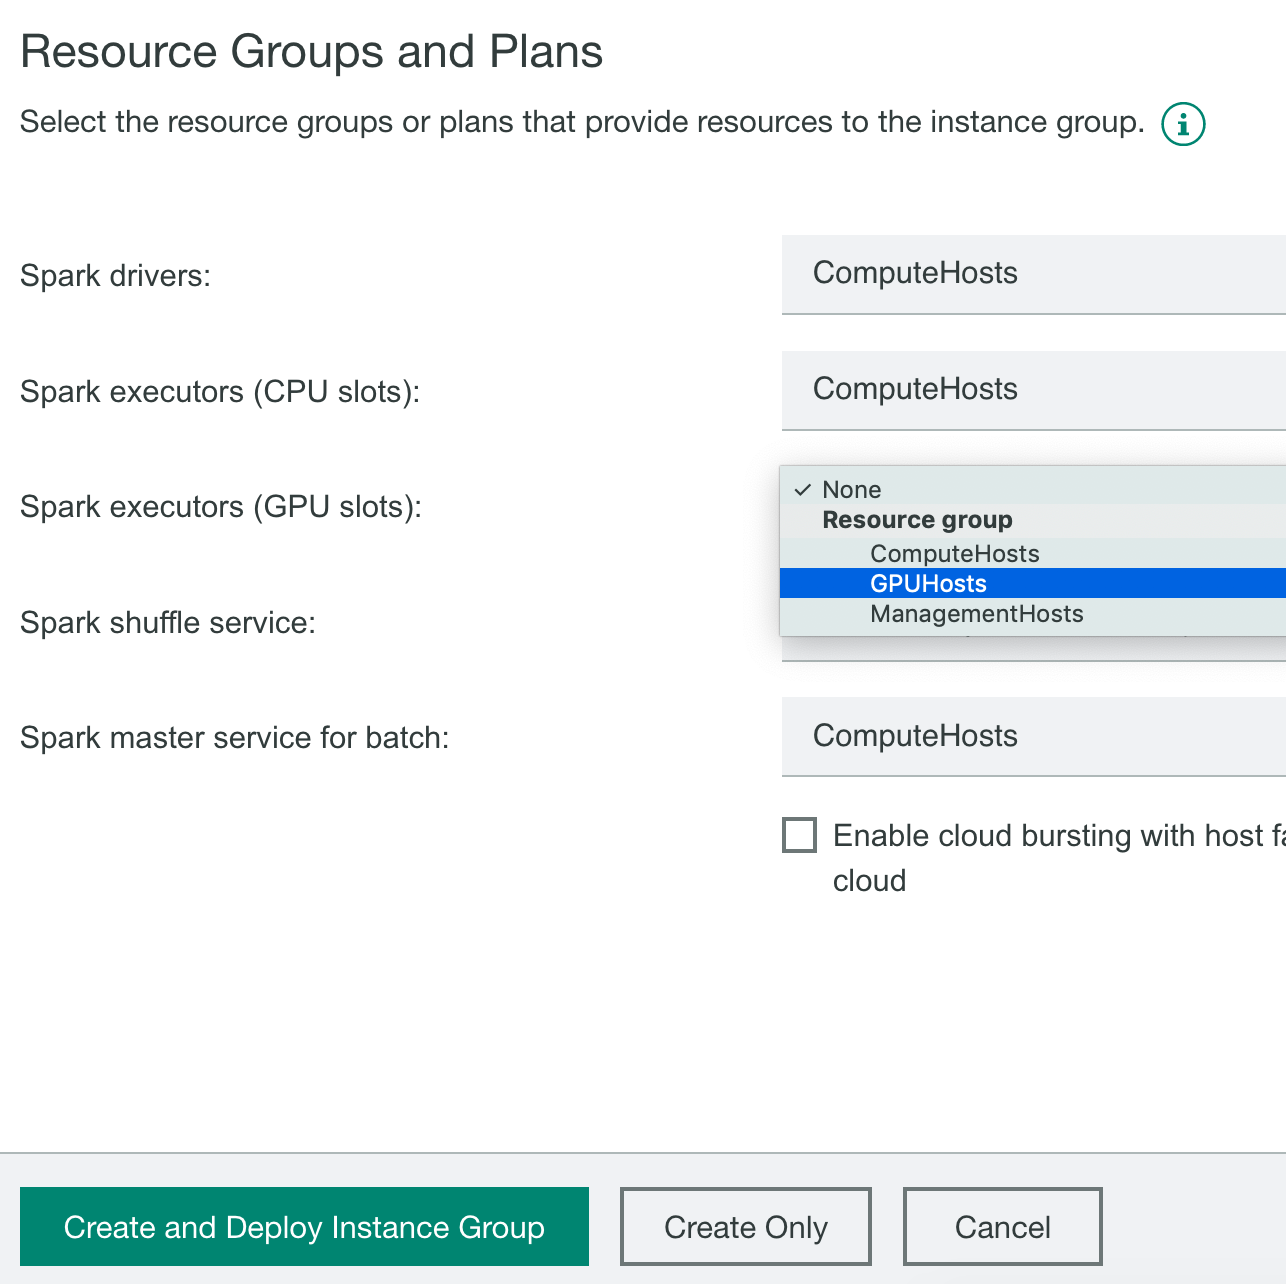 Resource Groups and Plans
Select the resource groups or plans that provide resources to the instance group.
Spark drivers:
ComputeHosts
Spark executors (CPU slots):
ComputeHosts
Spark executors (GPU slots):
✓ None
Resource group
ComputeHosts
GPUHosts
ManagementHosts
Spark shuffle service:
Spark master service for batch:
ComputeHosts
Enable cloud bursting with host
cloud
Create and Deploy Instance Group
Create Only
Cancel